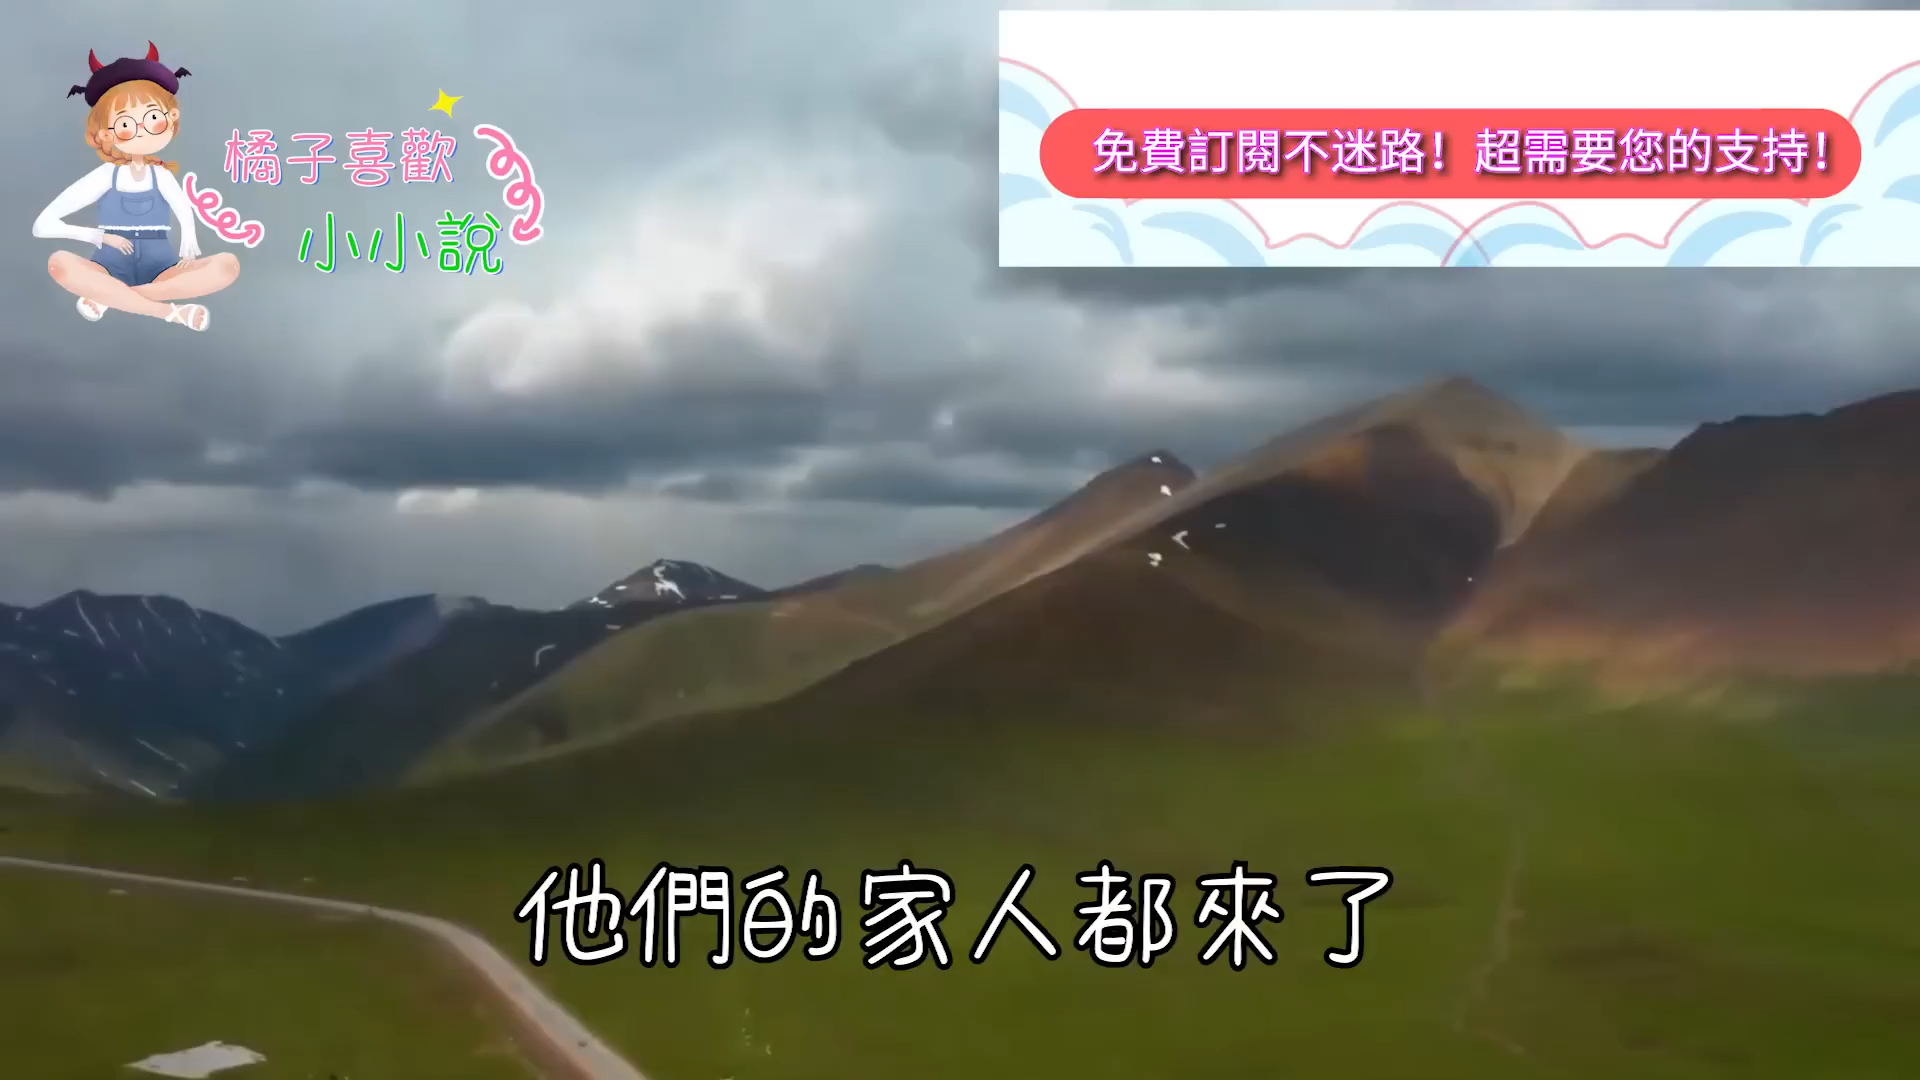 橘子喜歡
小小說
免費訂閱不迷路！超需要您的支持！
他們的家人都來了